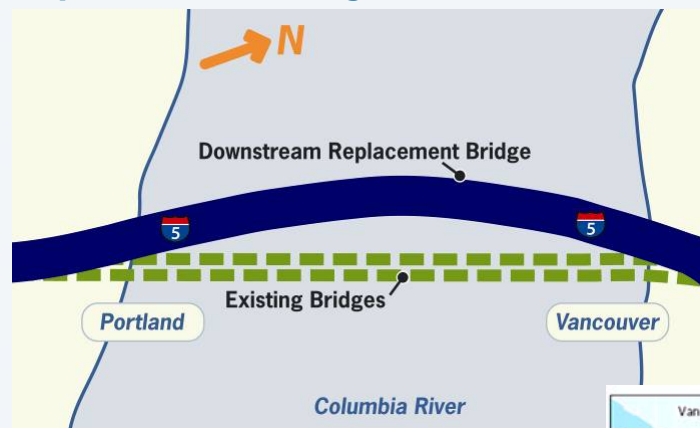 N
Downstream Replacement Bridge
5
5
Existing Bridges
Portland
Vancouver
Columbia River